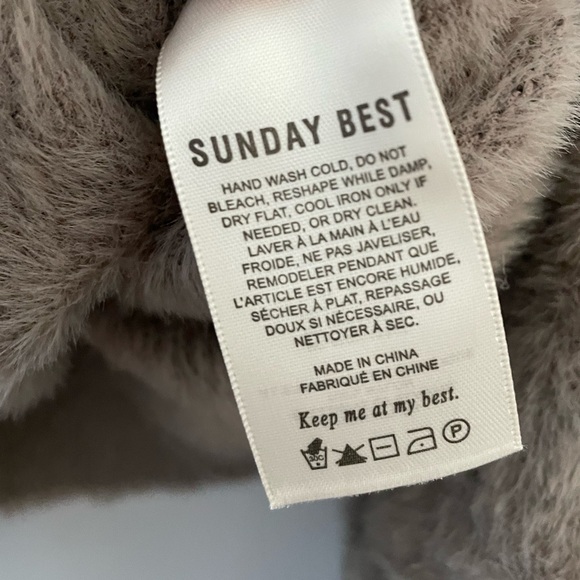 SUNDAY BEST
HAND WASH COLD, DO NOT
BLEACH, RESHAPE WHILE DAMP,
DRY FLAT, COOL IRON ONLY IF
NEEDED, OR DRY CLEAN.
LAVER À LA MAIN À L'EAU
FROIDE, NE PAS JAVELISER,
REMODELER PENDANT QUE
L'ARTICLE EST ENCORE HUMIDE,
SÉCHER À PLAT, REPASSAGE
DOUX SI NÉCESSAIRE, OU
NETTOYER À SEC.
MADE IN CHINA
FABRIQUÉ EN CHINE
Keep me at my best.
P